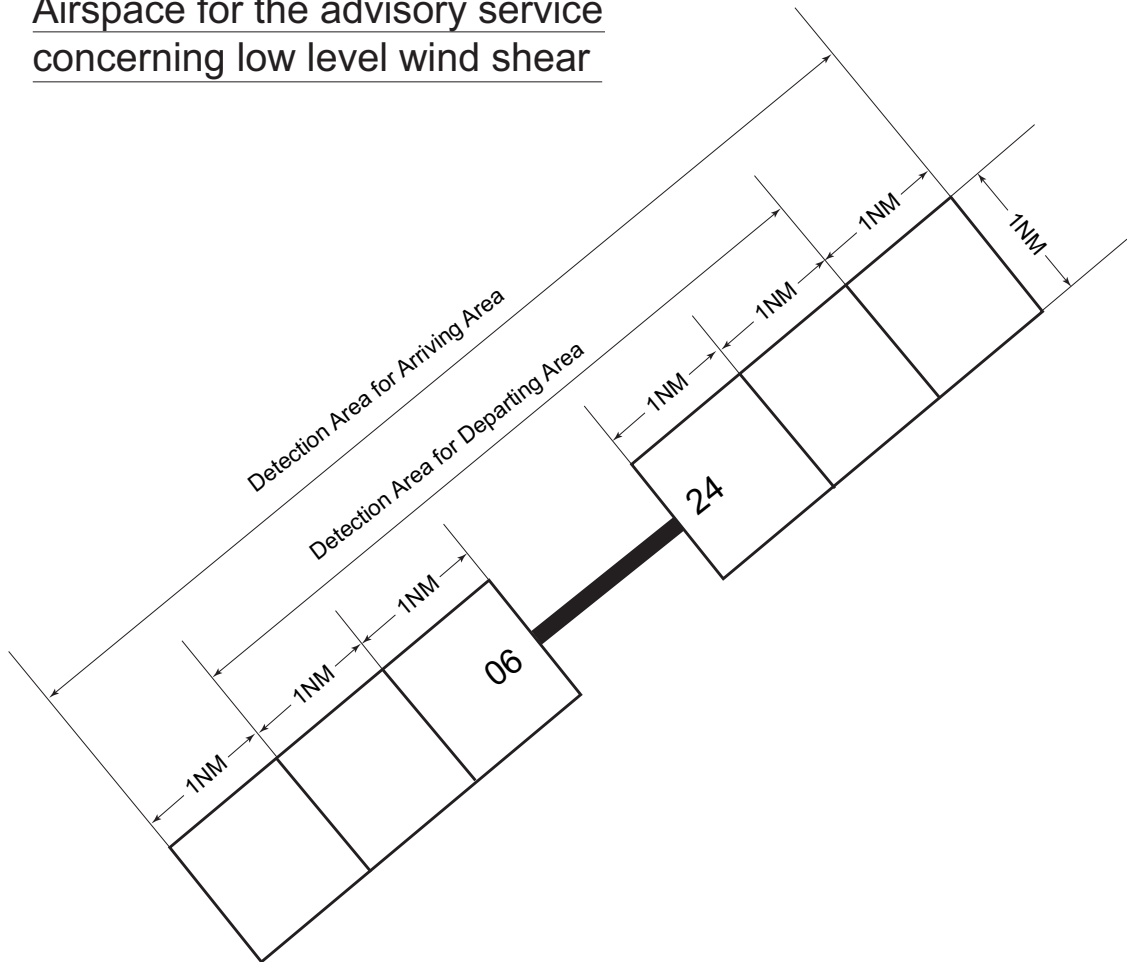 Airspace for the advisory service
concerning low level wind shear
1NM
1NM
1NM
1NM
Detection Area for Arriving Area
Detection Area for Departing Area
24
1NM
06
1NM
1NM